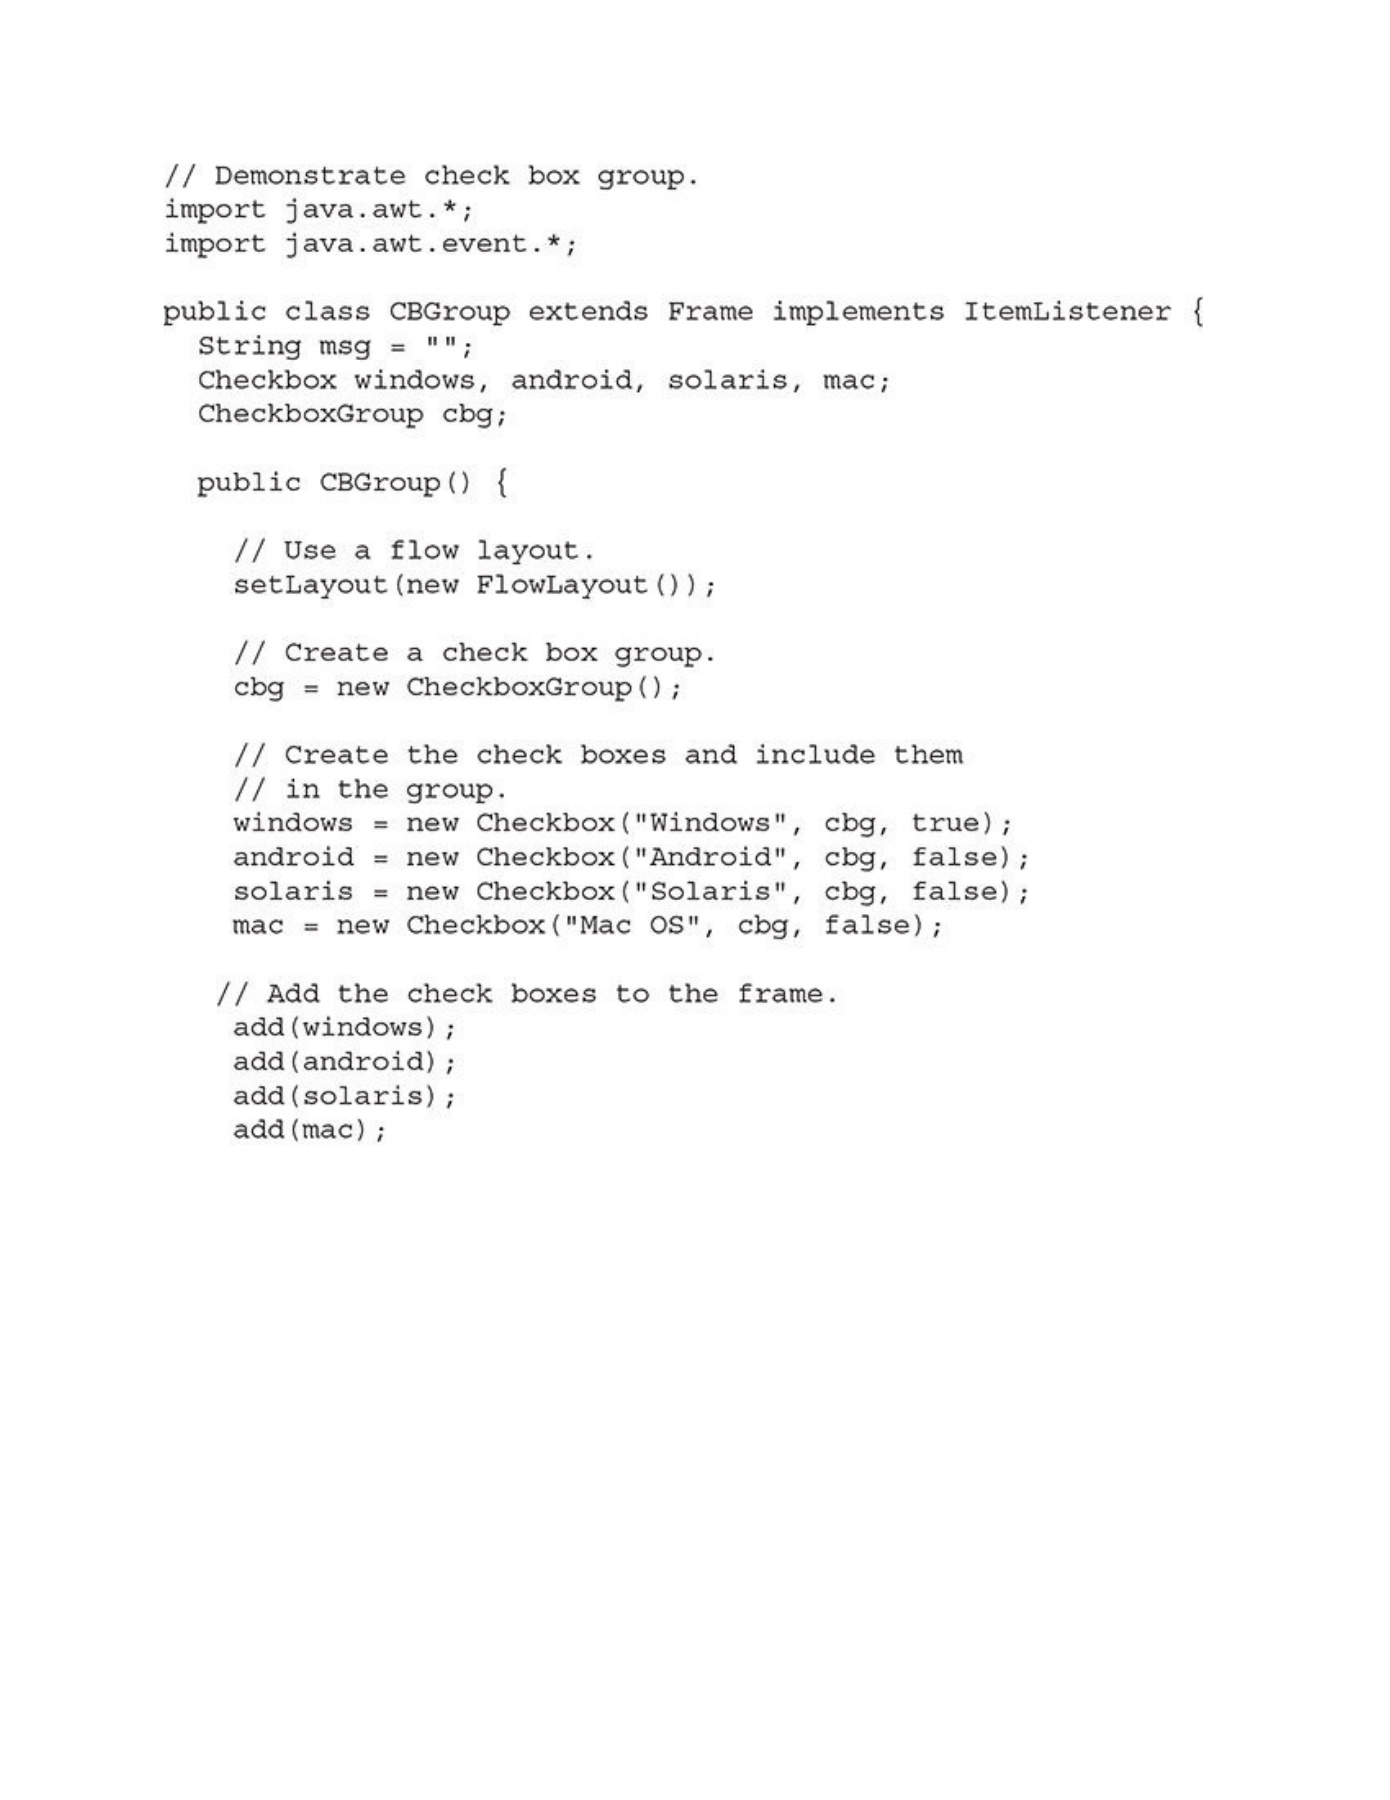 // Demonstrate check box group.
import java.awt.*;
import java.awt.event.*;

public class CBGroup extends Frame implements ItemListener {
  String msg = "";
  Checkbox windows, android, solaris, mac;
  CheckboxGroup cbg;

  public CBGroup() {

    // Use a flow layout.
    setLayout(new FlowLayout());

    // Create a check box group.
    cbg = new CheckboxGroup();

    // Create the check boxes and include them
    // in the group.
    windows = new Checkbox("Windows", cbg, true);
    android = new Checkbox("Android", cbg, false);
    solaris = new Checkbox("Solaris", cbg, false);
    mac = new Checkbox("Mac OS", cbg, false);

   // Add the check boxes to the frame.
    add(windows);
    add(android);
    add(solaris);
    add(mac);